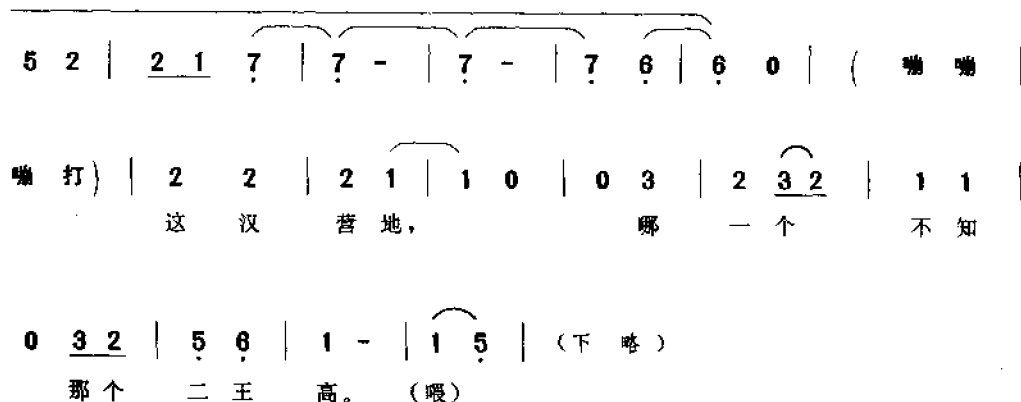 5 2 | 2 1 7 | 7 - | 7 - | 7 6 | 6 0 | ( 嘣 嘣 |
嘣 打 ) | 2 2 | 2 1 | 1 0 | 0 3 | 2 3 2 | 1 1 |
这 汉 营 地， 哪 一 个 不 知
0 3 2 | 5 6 | 1 - | 1 5 | （下 略）
那 个 二 王 高。 （喂）